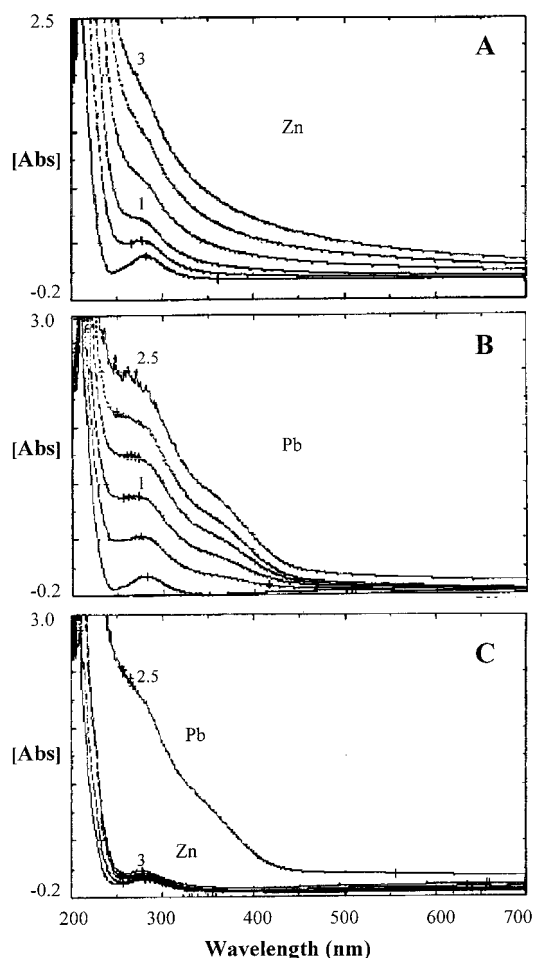 2.5
A
3
Zn
[Abs]
1
-0.2
3.0
B
2.5
Pb
[Abs]
1
-0.2
3.0
C
2.5
Pb
[Abs]
Zn
3
-0.2
200 300 400 500 600 700
Wavelength (nm)